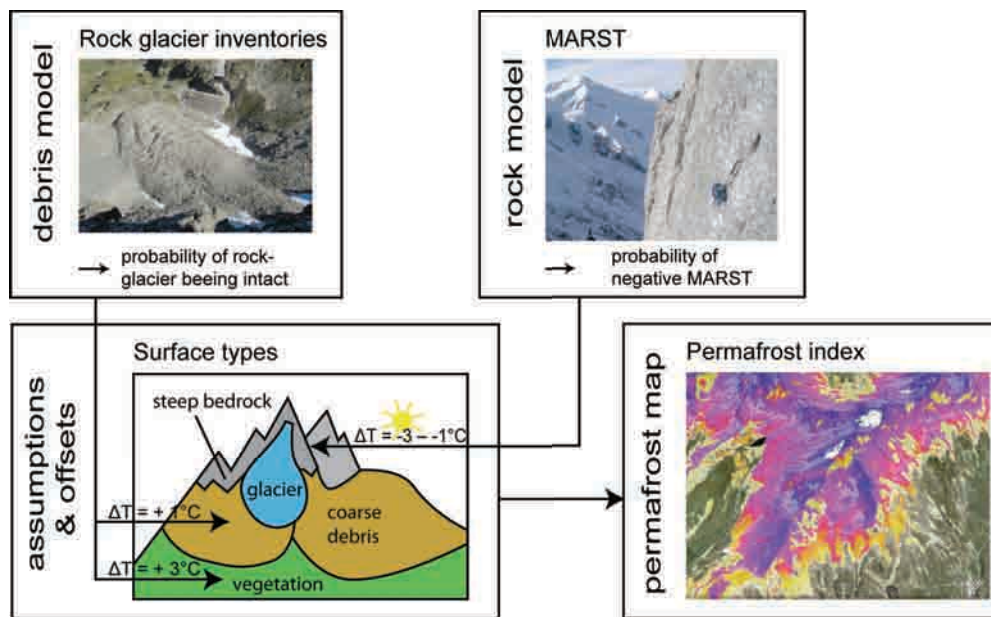 debris model
Rock glacier inventories
probability of rock-
glacier beeing intact
rock model
MARST
probability of
negative MARST
assumptions
& offsets
Surface types
steep bedrock
ΔT = -3 – -1°C
glacier
coarse
debris
ΔT = + 1°C
ΔT = + 3°C
vegetation
permafrost map
Permafrost index